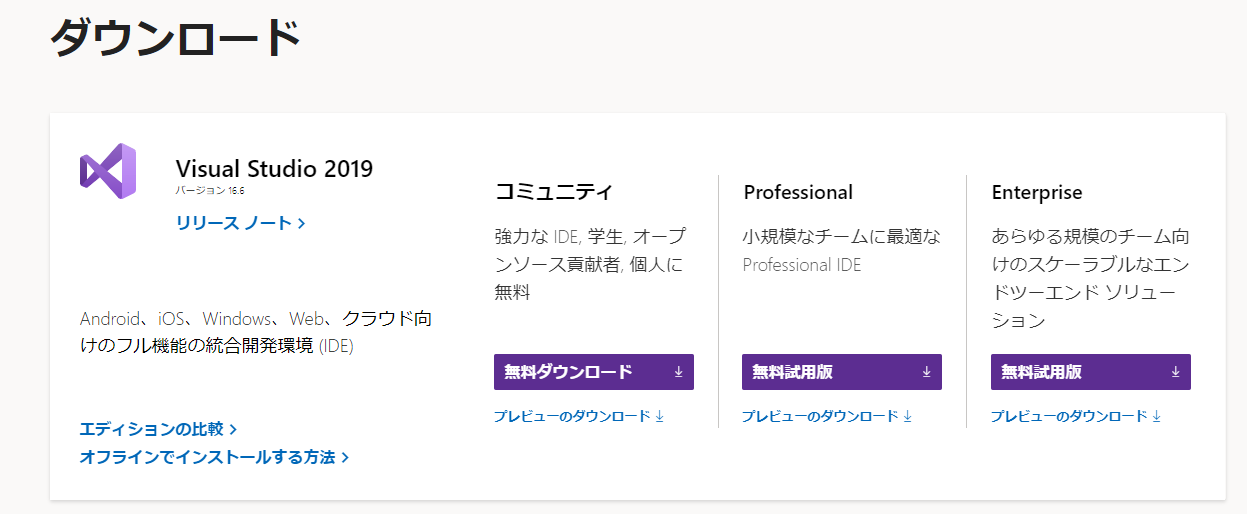 ダウンロード
Visual Studio 2019
バージョン 16.6
リリース ノート
Android、iOS、Windows、Web、クラウド向
けのフル機能の統合開発環境 (IDE)
エディションの比較
オフラインでインストールする方法
コミュニティ
強力な IDE, 学生, オープ
ンソース貢献者, 個人に
無料
無料ダウンロード
プレビューのダウンロード
Professional
小規模なチームに最適な
Professional IDE
無料試用版
プレビューのダウンロード
Enterprise
あらゆる規模のチーム向
けのスケーラブルなエン
ドツーエンド ソリュー
ション
無料試用版
プレビューのダウンロード